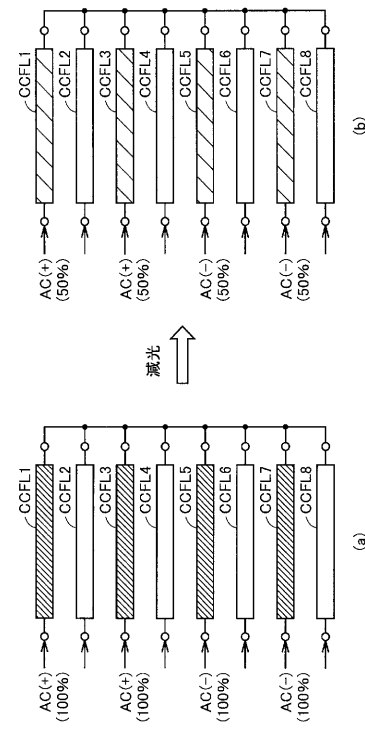 AC(+)
(100%)
AC(+)
(100%)
AC(-)
(100%)
AC(-)
(100%)
CCFL1
CCFL2
CCFL3
CCFL4
CCFL5
CCFL6
CCFL7
CCFL8
(a)
減光
AC(+)
(50%)
AC(+)
(50%)
AC(-)
(50%)
AC(-)
(50%)
CCFL1
CCFL2
CCFL3
CCFL4
CCFL5
CCFL6
CCFL7
CCFL8
(b)